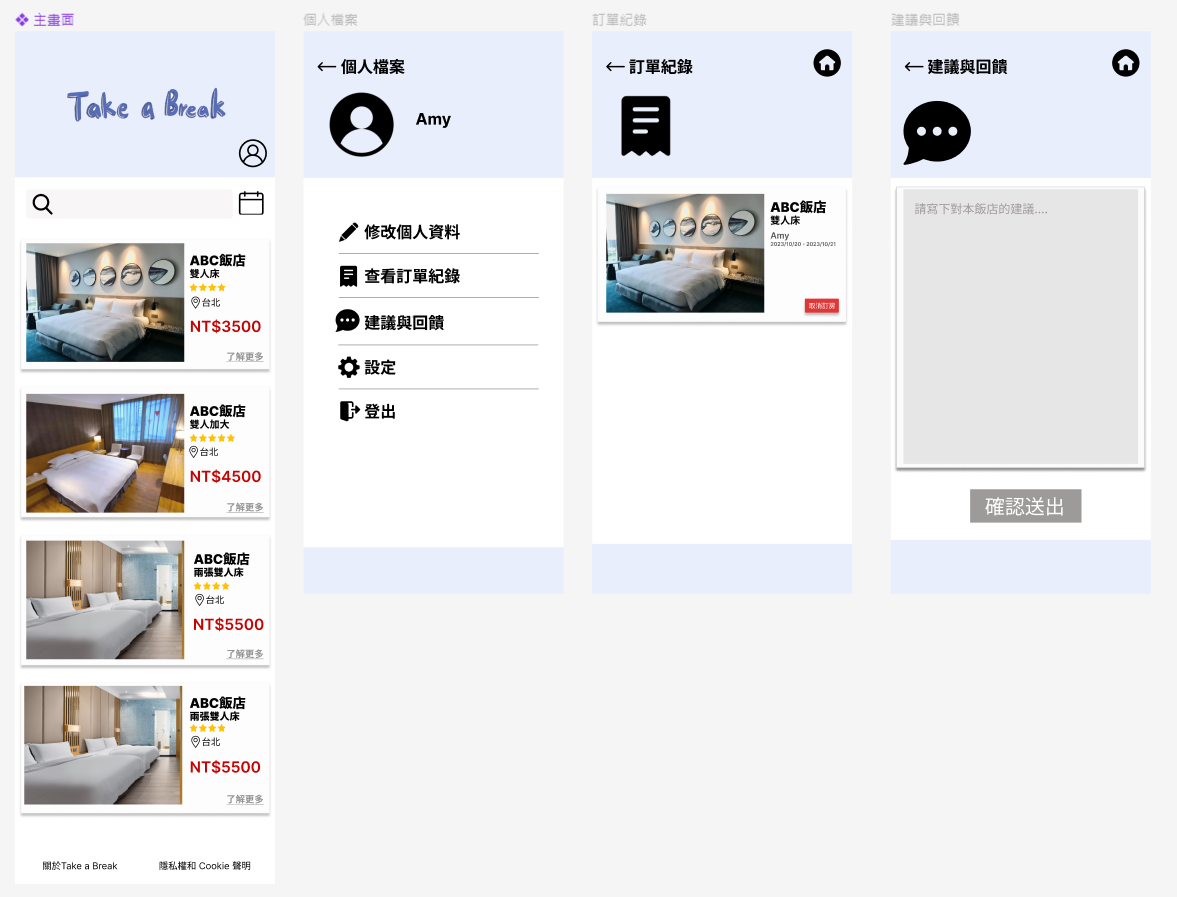 主畫面
Take a Break
ABC飯店
雙人床
台北
NT$3500
了解更多
ABC飯店
雙人加大
台北
NT$4500
了解更多
ABC飯店
兩張雙人床
台北
NT$5500
了解更多
ABC飯店
兩張雙人床
台北
NT$5500
了解更多
關於Take a Break
隱私權和 Cookie 聲明
個人檔案
個人檔案
Amy
修改個人資料
查看訂單紀錄
建議與回饋
設定
登出
訂單紀錄
訂單紀錄
ABC飯店
雙人床
Amy
2023/10/20 - 2023/10/21
取消訂房
建議與回饋
建議與回饋
請寫下對本飯店的建議....
確認送出